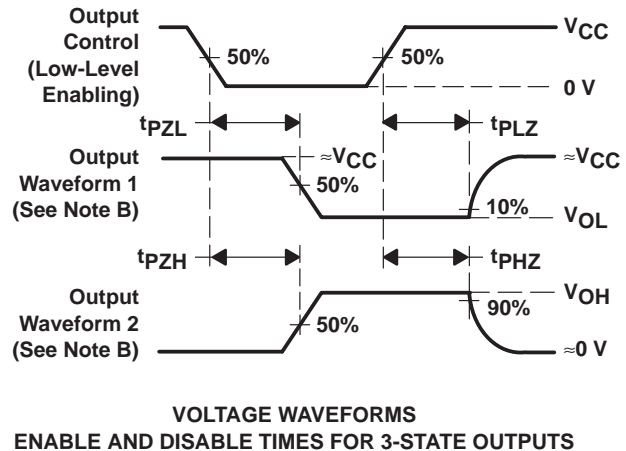 Output
Control
(Low-Level
Enabling)
50%
50%
VCC
0 V
tPZL
tPLZ
Output
Waveform 1
(See Note B)
≈VCC
50%
10%
≈VCC
VOL
tPZH
tPHZ
Output
Waveform 2
(See Note B)
50%
90%
VOH
≈0 V
VOLTAGE WAVEFORMS
ENABLE AND DISABLE TIMES FOR 3-STATE OUTPUTS